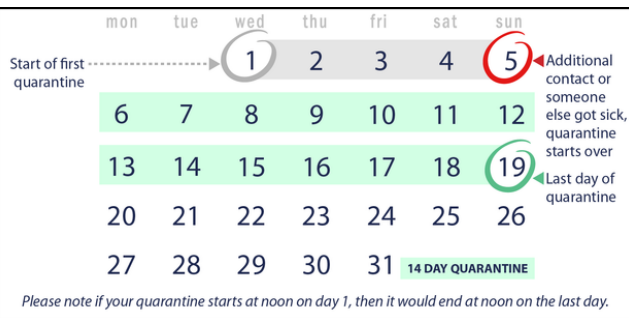 mon tue wed thu fri sat sun
Start of first
quarantine
1 2 3 4 5
Additional
contact or
someone
else got sick,
quarantine
starts over
6 7 8 9 10 11 12
13 14 15 16 17 18 19
Last day of
quarantine
20 21 22 23 24 25 26
27 28 29 30 31 14 DAY QUARANTINE
Please note if your quarantine starts at noon on day 1, then it would end at noon on the last day.